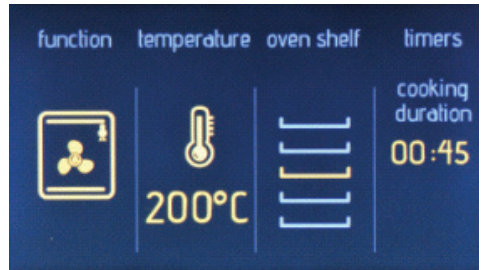 function temperature oven shelf timers
cooking
duration
00:45
200°C